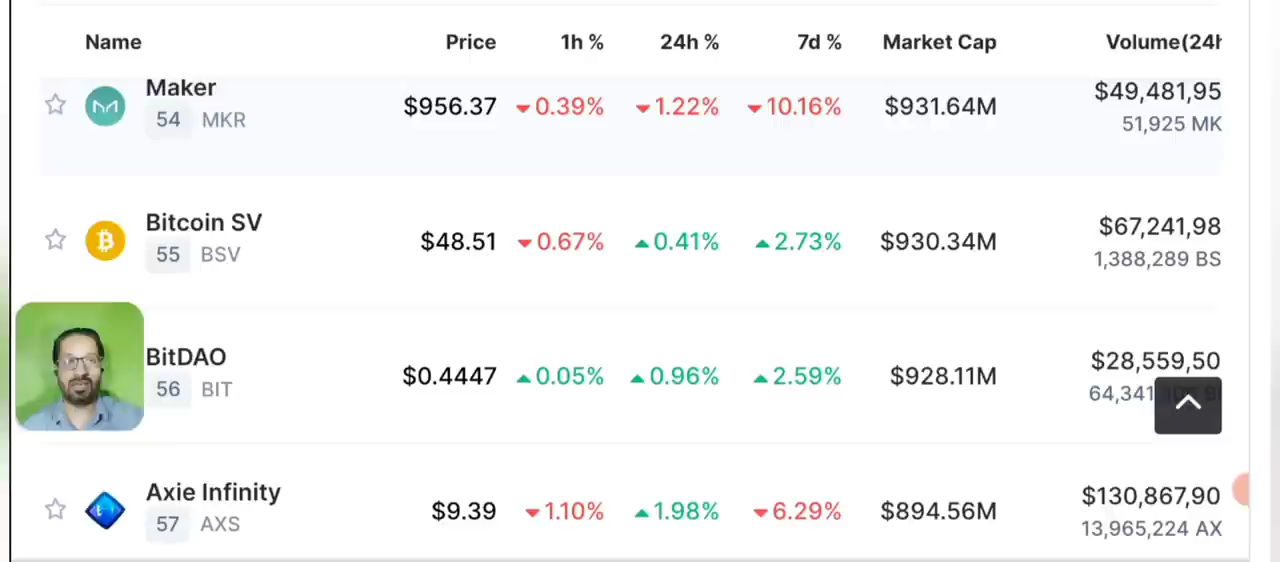 Name Price 1h % 24h % 7d % Market Cap Volume(24h
Maker
$956.37 0.39% 1.22% 10.16% $931.64M $49,481,95
54 MKR 51,925 MK
Bitcoin SV
$48.51 0.67% 0.41% 2.73% $930.34M $67,241,98
55 BSV 1,388,289 BS
BitDAO
$0.4447 0.05% 0.96% 2.59% $928.11M $28,559,50
56 BIT 64,341
Axie Infinity
$9.39 1.10% 1.98% 6.29% $894.56M $130,867,90
57 AXS 13,965,224 AX